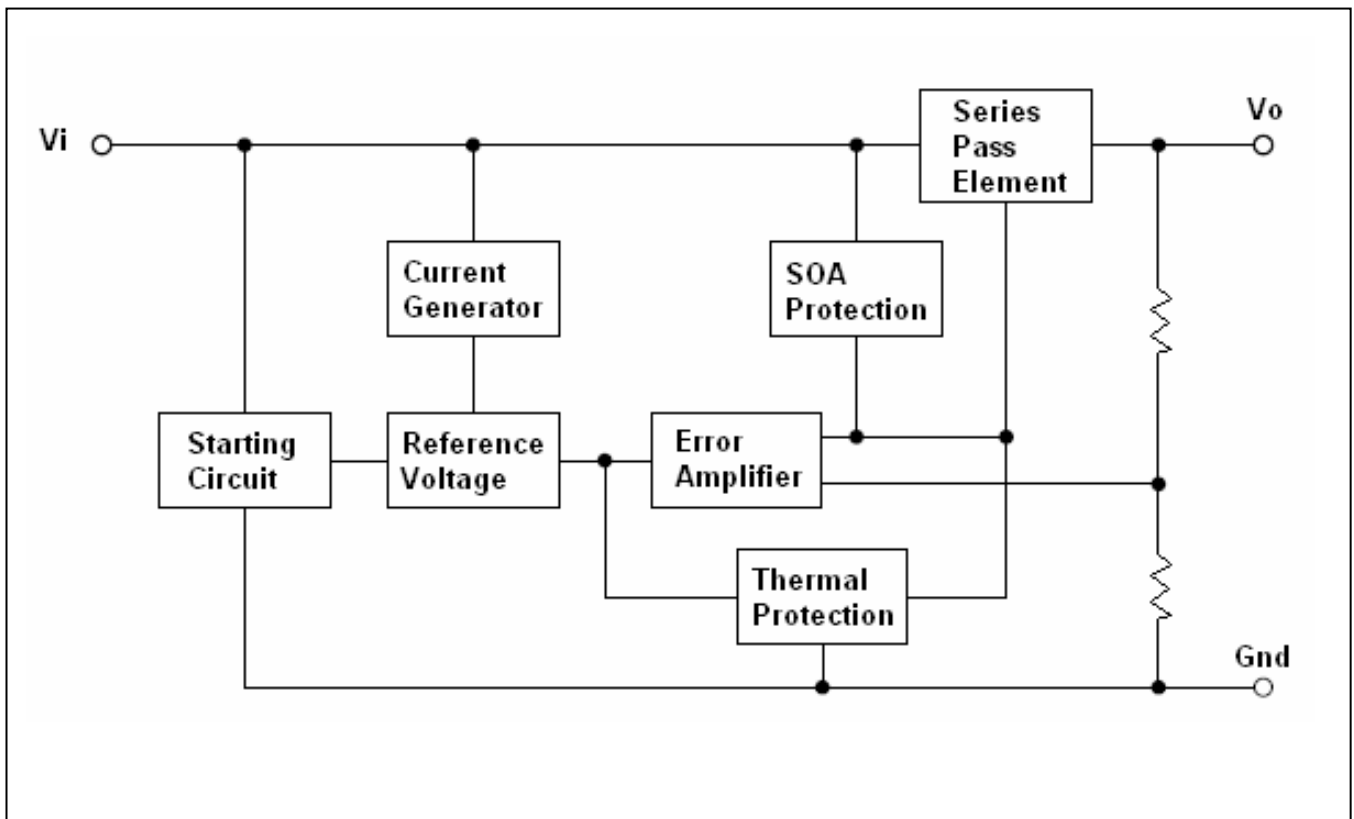 Vi
Series
Pass
Element
Vo
Current
Generator
SOA
Protection
Starting
Circuit
Reference
Voltage
Error
Amplifier
Thermal
Protection
Gnd